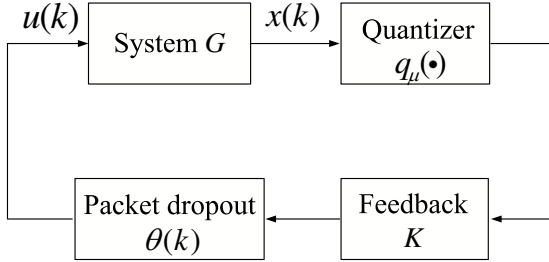 u(k)
System G
x(k)
Quantizer
qμ(•)
Packet dropout
θ(k)
Feedback
K